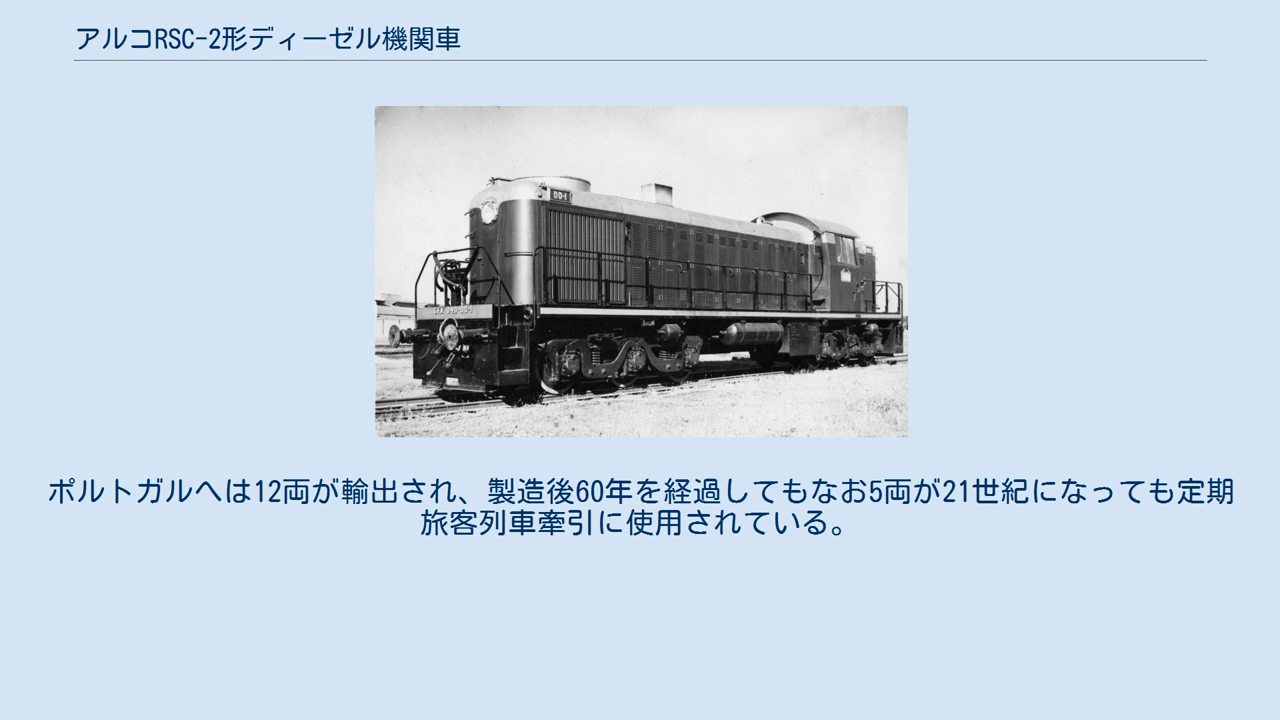 アルコRSC-2形ディーゼル機関車
DD-1
ポルトガルへは12両が輸出され、製造後60年を経過してもなお5両が21世紀になっても定期
旅客列車牽引に使用されている。